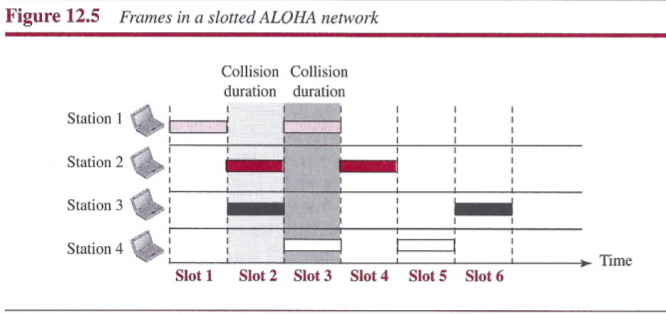 Figure 12.5 Frames in a slotted ALOHA network
Collision Collision
duration duration
Station 1
Station 2
Station 3
Station 4
Time
Slot 1 Slot 2 Slot 3 Slot 4 Slot 5 Slot 6